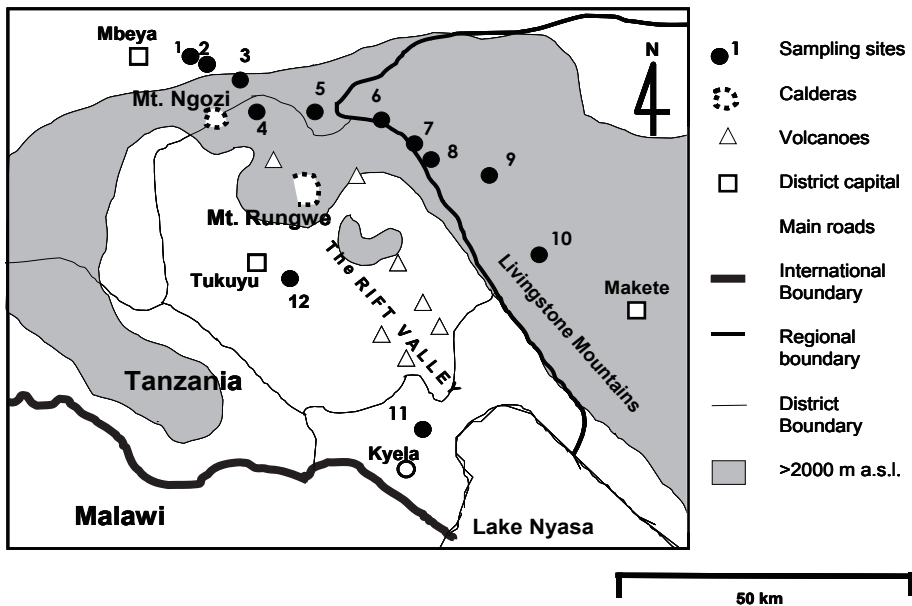 Mbeya
1
2
3
Mt. Ngozi
4
5
6
7
8
9
10
N
Mt. Rungwe
Tukuyu
12
The RIFT VALLEY
Livingstone Mountains
Makete
Tanzania
11
Kyela
Malawi
Lake Nyasa
1
Sampling sites
Calderas
Volcanoes
District capital
Main roads
International
Boundary
Regional
boundary
District
Boundary
>2000 m a.s.l.
50 km